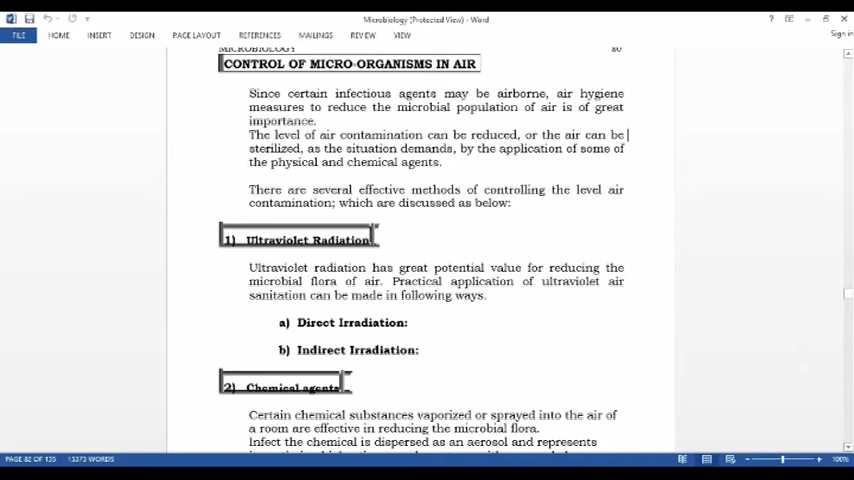 Microbiology (Protected View) - Word
Sign in
FILE HOME INSERT DESIGN PAGE LAYOUT REFERENCES MAILINGS REVIEW VIEW
MICROBIOLOGY 80
CONTROL OF MICRO-ORGANISMS IN AIR
Since certain infectious agents may be airborne, air hygiene
measures to reduce the microbial population of air is of great
importance.
The level of air contamination can be reduced, or the air can be
sterilized, as the situation demands, by the application of some of
the physical and chemical agents.
There are several effective methods of controlling the level air
contamination; which are discussed as below:
1) Ultraviolet Radiation
Ultraviolet radiation has great potential value for reducing the
microbial flora of air. Practical application of ultraviolet air
sanitation can be made in following ways.
a) Direct Irradiation:
b) Indirect Irradiation:
2) Chemical agents
Certain chemical substances vaporized or sprayed into the air of
a room are effective in reducing the microbial flora.
Infect the chemical is dispersed as an aerosol and represents
PAGE 82 OF 135 15373 WORDS 100%